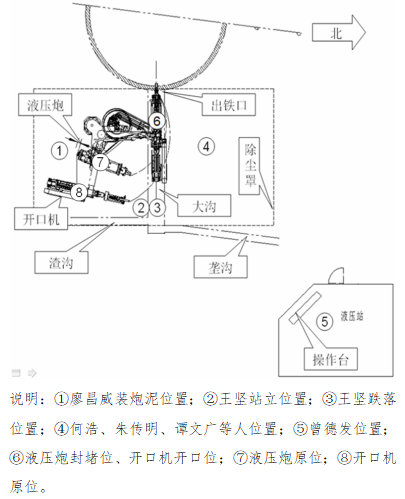 北
液压炮
出铁口
⑥
①
④
除尘罩
⑦
⑧
开口机
②③
大沟
渣沟
垄沟
⑤
液压站
操作台
说明：①廖昌威装炮泥位置；②王坚站立位置；③王坚跌落
位置；④何浩、朱传明、谭文广等人位置；⑤曾德发位置；
⑥液压炮封堵位、开口机开口位；⑦液压炮原位；⑧开口机
原位。